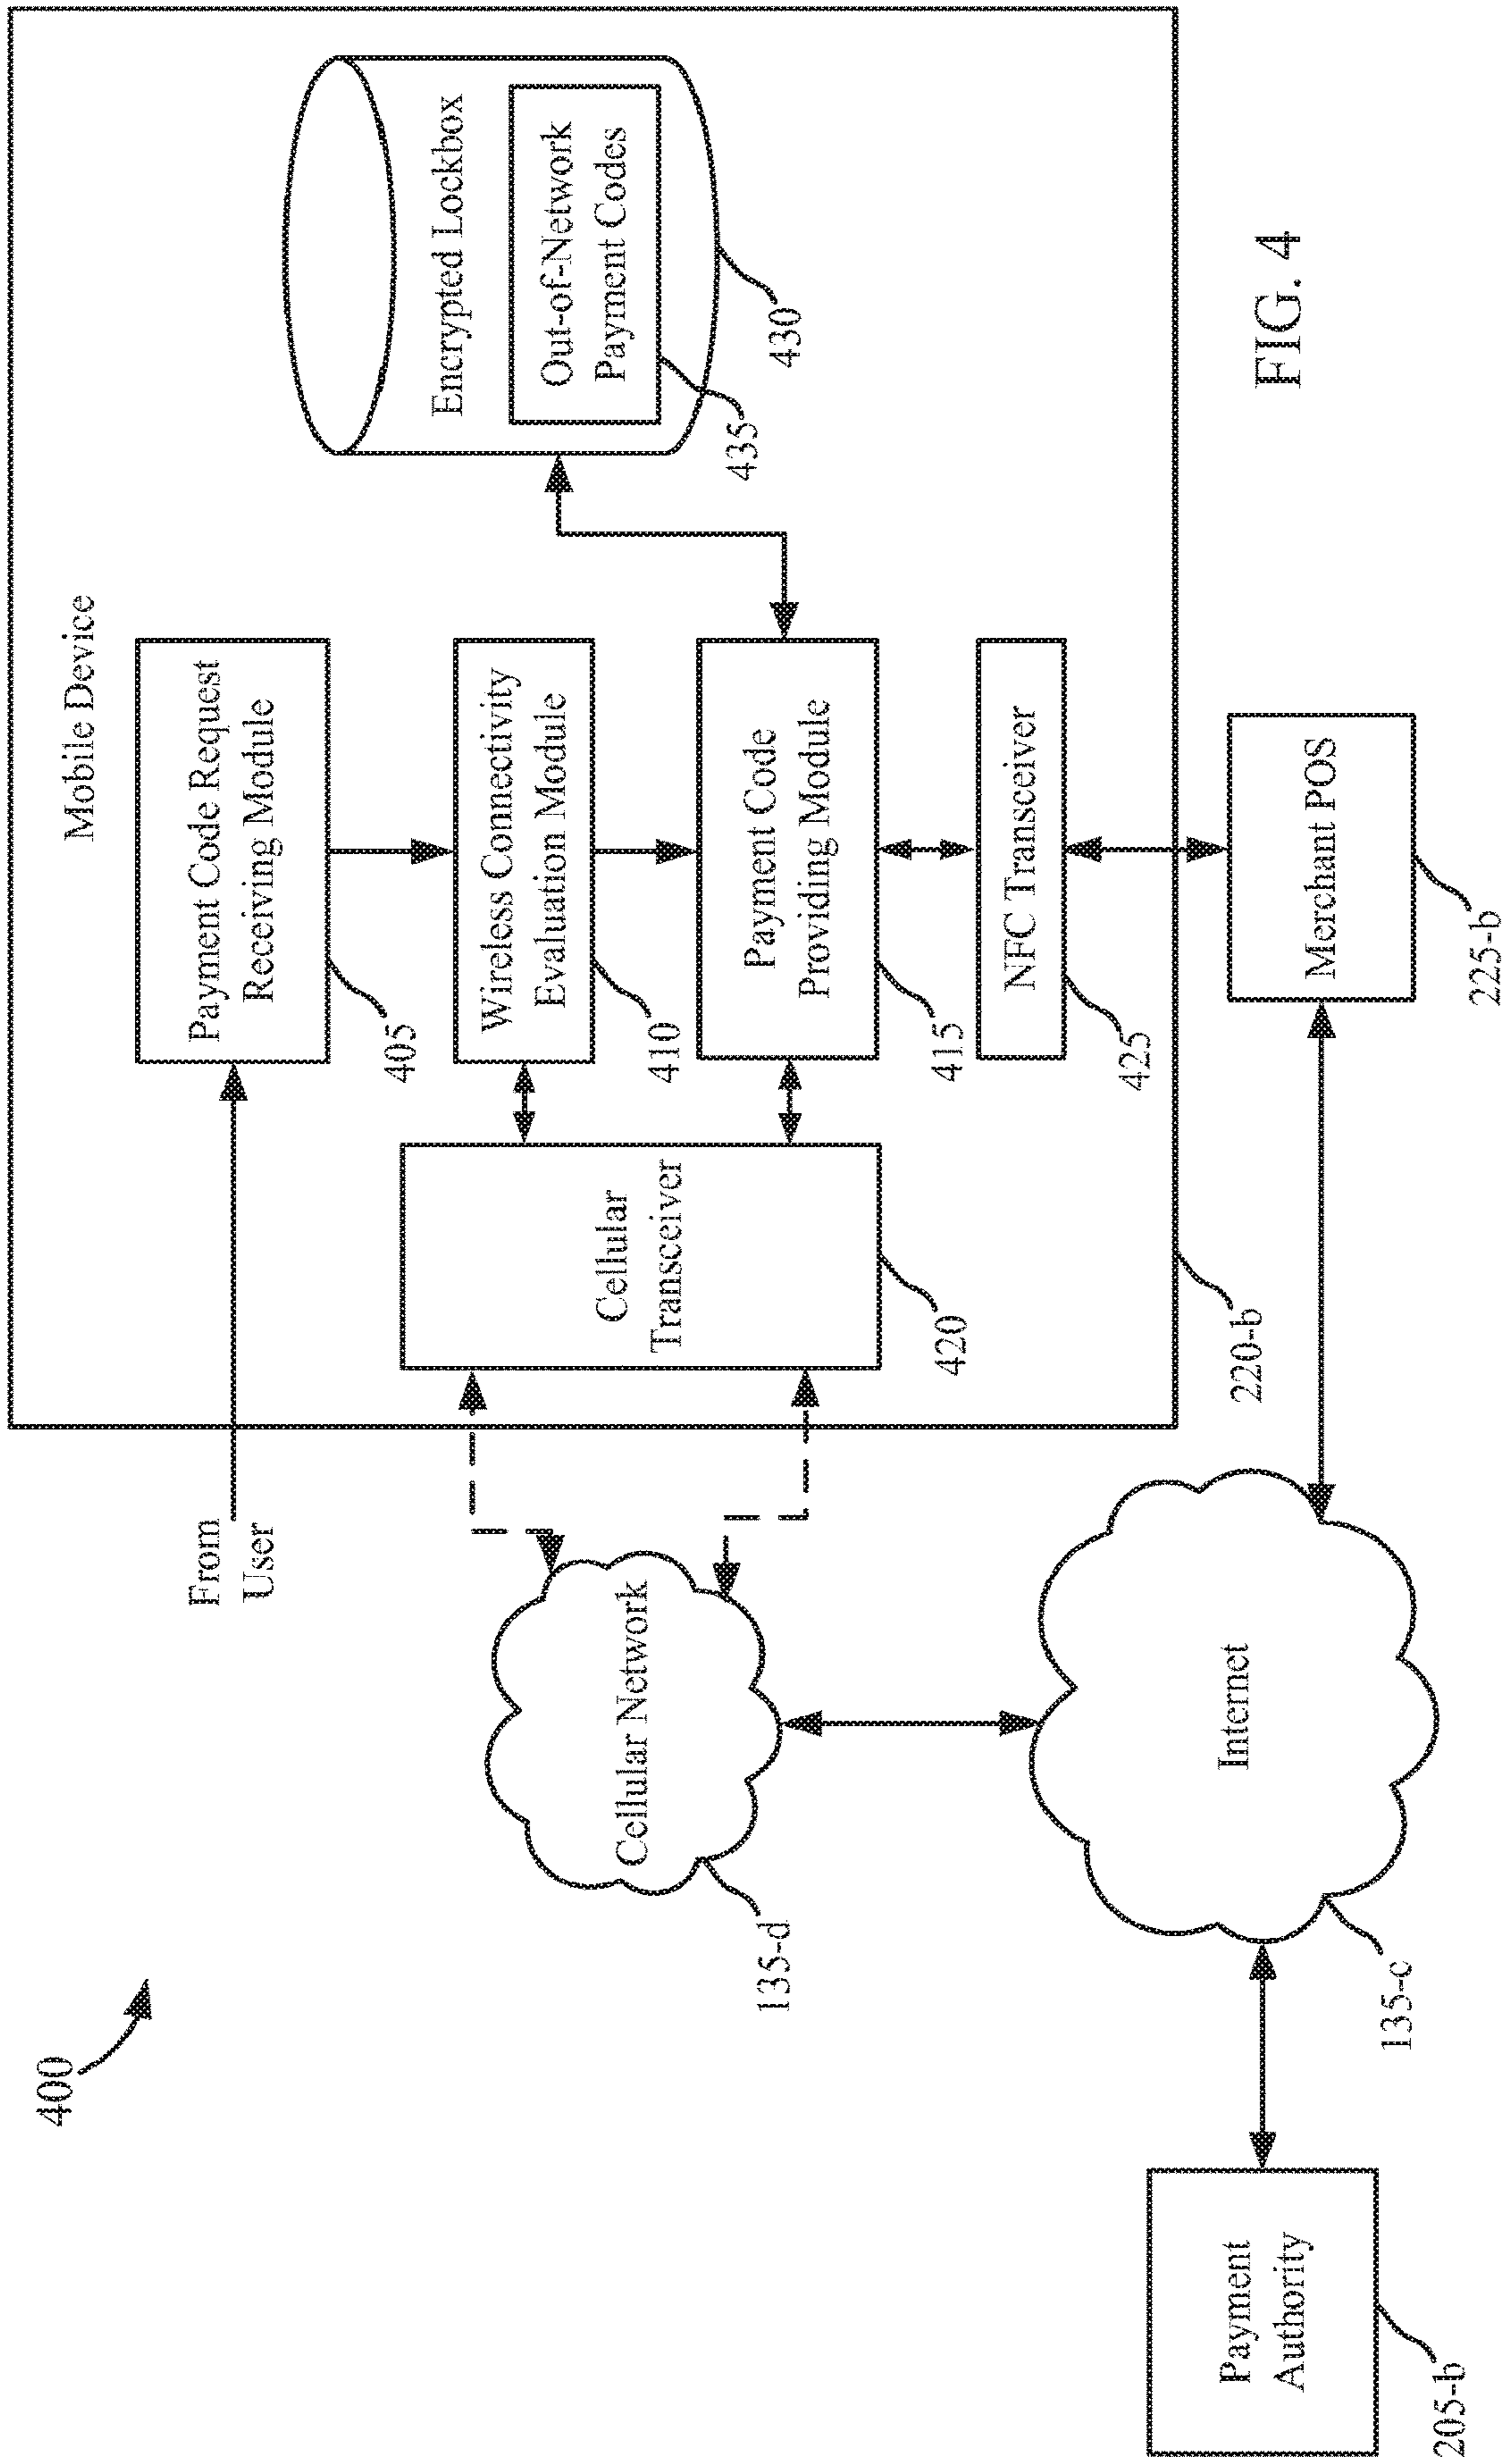 400
Mobile Device
From
User
Payment Code Request
Receiving Module
405
Cellular Network
135-d
Cellular
Transceiver
420
Wireless Connectivity
Evaluation Module
410
Encrypted Lockbox
Out-of-Network
Payment Codes
435
430
Payment Code
Providing Module
415
NFC Transceiver
425
220-b
Payment
Authority
205-b
Internet
135-c
Merchant POS
225-b
FIG. 4